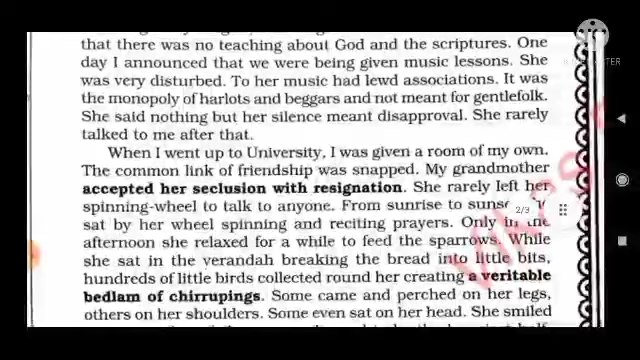 that there was no teaching about God and the scriptures. One
day I announced that we were being given music lessons. She
was very disturbed. To her music had lewd associations. It was
the monopoly of harlots and beggars and not meant for gentlefolk.
She said nothing but her silence meant disapproval. She rarely
talked to me after that.
When I went up to University, I was given a room of my own.
The common link of friendship was snapped. My grandmother
accepted her seclusion with resignation. She rarely left her
spinning-wheel to talk to anyone. From sunrise to sunset
2/3
sat by her wheel spinning and reciting prayers. Only in the
afternoon she relaxed for a while to feed the sparrows. While
she sat in the verandah breaking the bread into little bits,
hundreds of little birds collected round her creating a veritable
bedlam of chirrupings. Some came and perched on her legs,
others on her shoulders. Some even sat on her head. She smiled